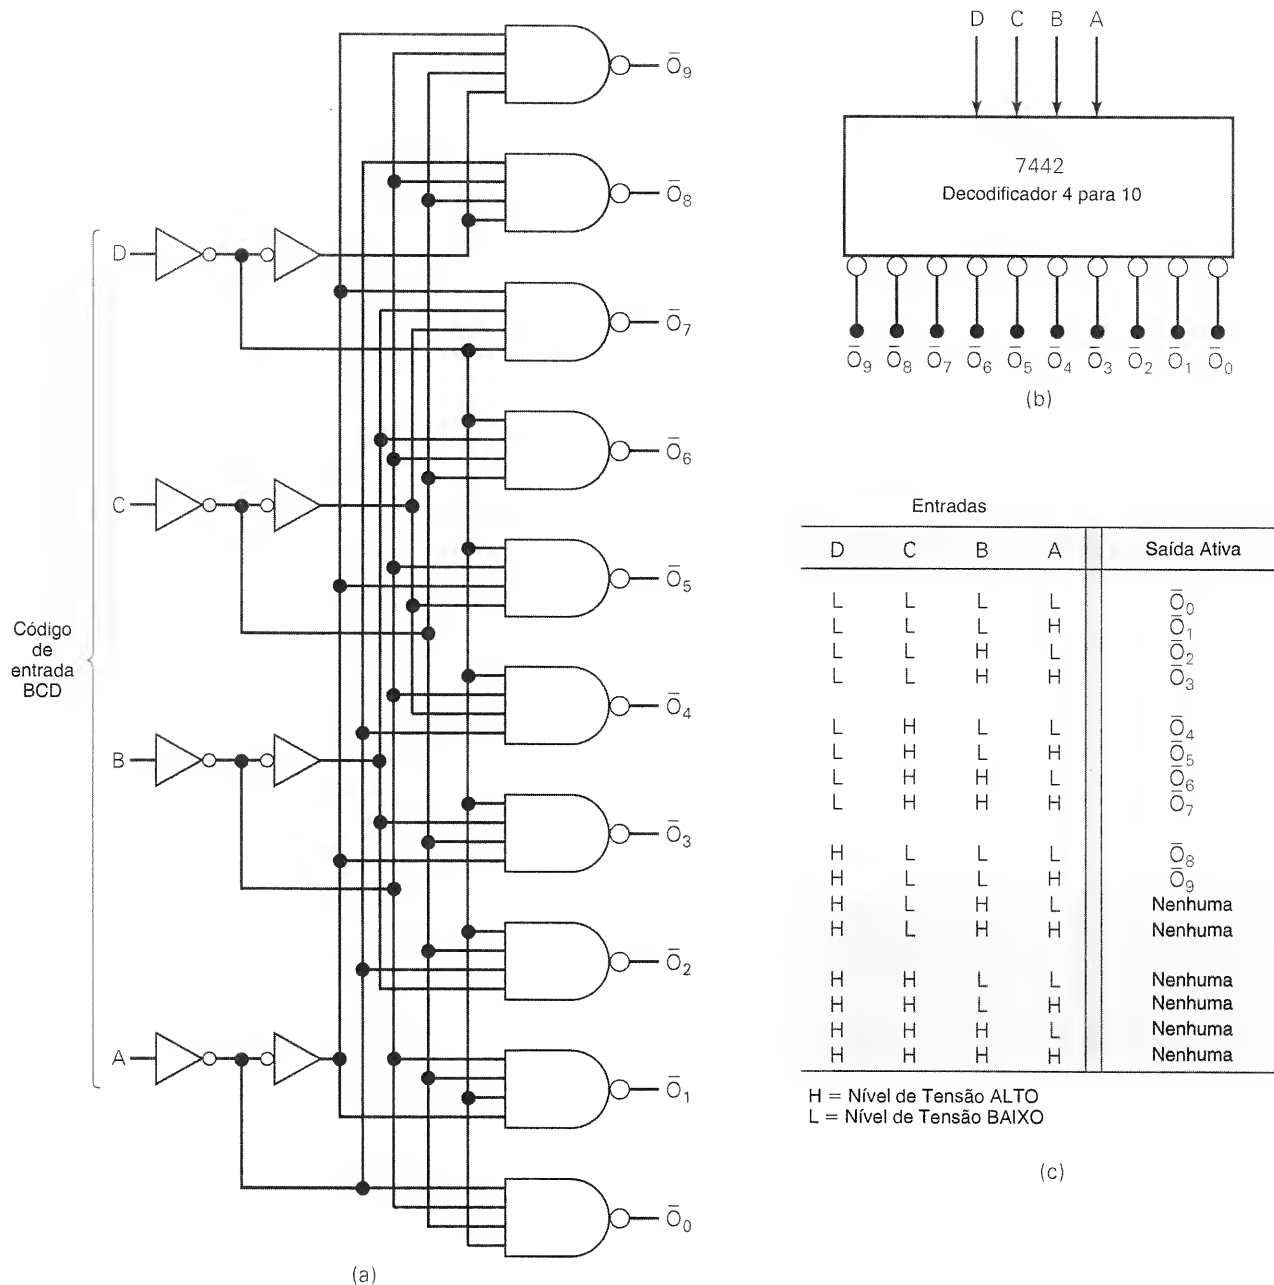 Ō9
Ō8
D
Ō7
Ō6
C
Ō5
Código
de
entrada
BCD
Ō4
B
Ō3
Ō2
A
Ō1
Ō0
(a)
D C B A
7442
Decodificador 4 para 10
Ō9 Ō8 Ō7 Ō6 Ō5 Ō4 Ō3 Ō2 Ō1 Ō0
(b)
Entradas
D C B A Saída Ativa
L L L L Ō0
L L L H Ō1
L L H L Ō2
L L H H Ō3
L H L L Ō4
L H L H Ō5
L H H L Ō6
L H H H Ō7
H L L L Ō8
H L L H Ō9
H L H L Nenhuma
H L H H Nenhuma
H H L L Nenhuma
H H L H Nenhuma
H H H L Nenhuma
H H H H Nenhuma
H = Nível de Tensão ALTO
L = Nível de Tensão BAIXO
(c)